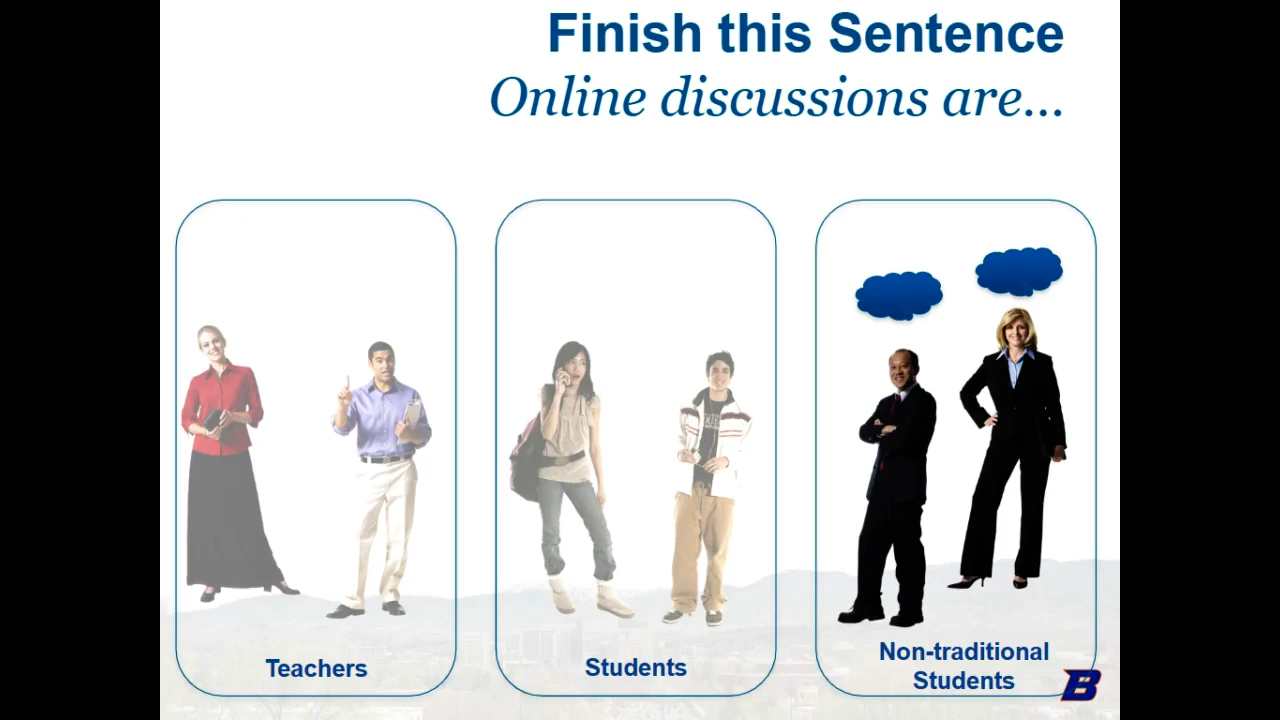 Finish this Sentence
Online discussions are...
Teachers
Students
Non-traditional
Students
B